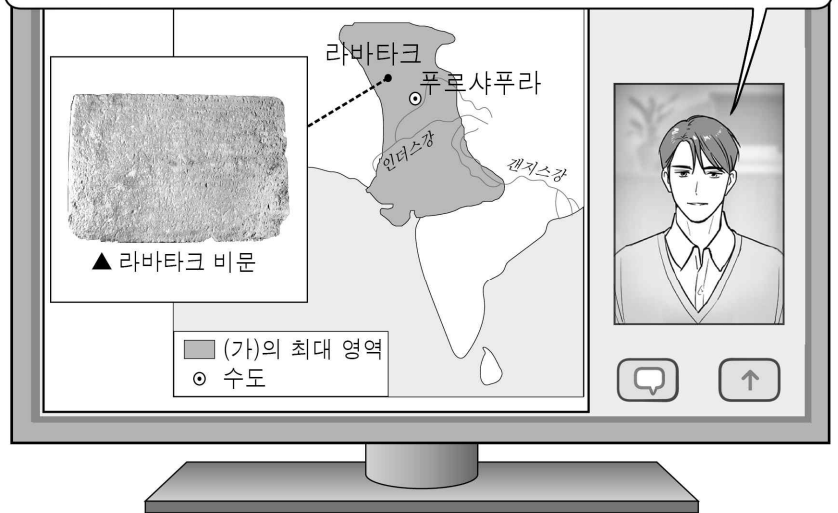 라바타크
푸르샤푸라
인더스강
갠지스강
▲ 라바타크 비문
(가)의 최대 영역
수도